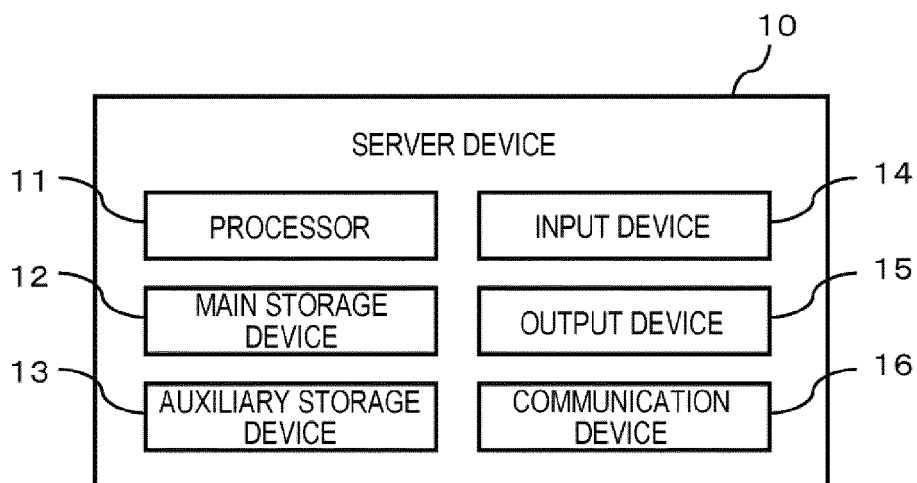 10
SERVER DEVICE
11
PROCESSOR
14
INPUT DEVICE
12
MAIN STORAGE
DEVICE
15
OUTPUT DEVICE
13
AUXILIARY STORAGE
DEVICE
16
COMMUNICATION
DEVICE